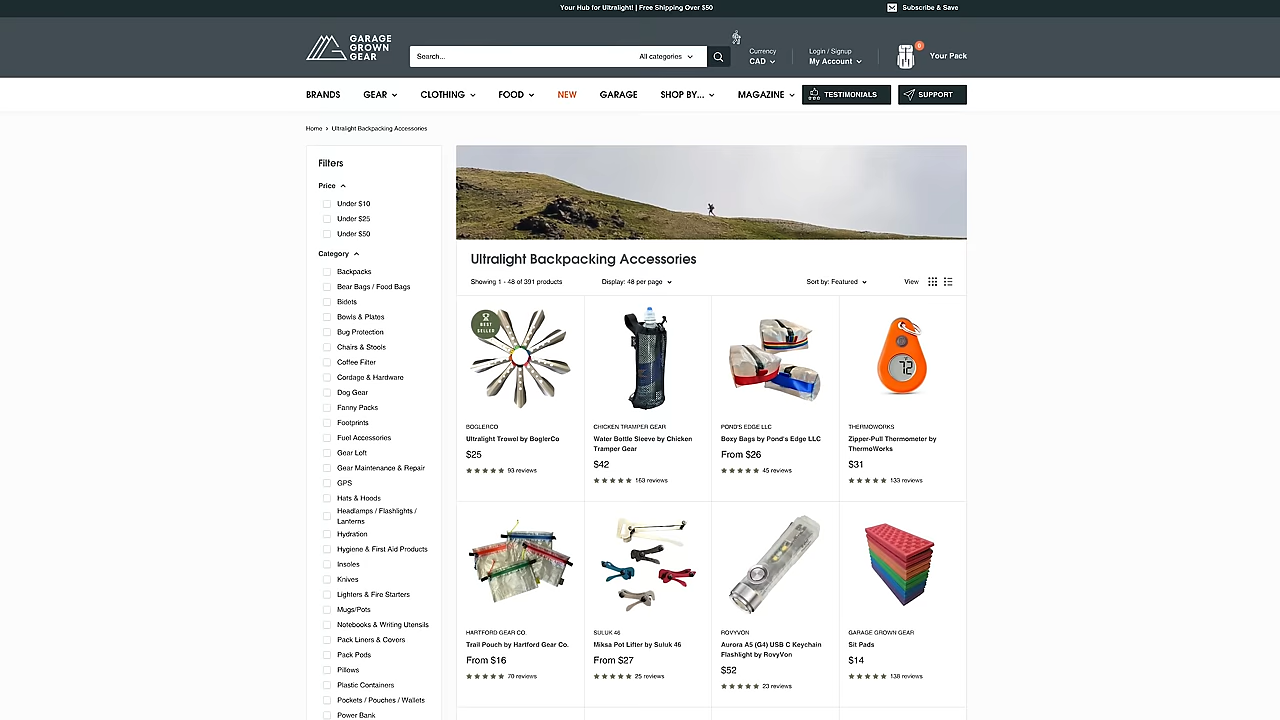 Your Hub for Ultralight! | Free Shipping Over $50
Subscribe & Save
GARAGE
GROWN
GEAR
Search...
All categories
Currency
CAD
Login / Signup
My Account
0
Your Pack
BRANDS
GEAR
CLOTHING
FOOD
NEW
GARAGE
SHOP BY...
MAGAZINE
TESTIMONIALS
SUPPORT
Home > Ultralight Backpacking Accessories
Filters
Price
Under $10
Under $25
Under $50
Category
Backpacks
Bear Bags / Food Bags
Bidets
Bowls & Plates
Bug Protection
Chairs & Stools
Coffee Filter
Cordage & Hardware
Dog Gear
Fanny Packs
Footprints
Fuel Accessories
Gear Loft
Gear Maintenance & Repair
GPS
Hats & Hoods
Headlamps / Flashlights /
Lanterns
Hydration
Hygiene & First Aid Products
Insoles
Knives
Lighters & Fire Starters
Mugs/Pots
Notebooks & Writing Utensils
Pack Liners & Covers
Pack Pods
Pillows
Plastic Containers
Pockets / Pouches / Wallets
Power Bank
Ultralight Backpacking Accessories
Showing 1 - 48 of 391 products
Display: 48 per page
Sort by: Featured
View
BEST
SELLER
BOGLERCO
Ultralight Trowel by BoglerCo
$25
93 reviews
CHICKEN TRAMPER GEAR
Water Bottle Sleeve by Chicken
Tramper Gear
$42
163 reviews
POND'S EDGE LLC
Boxy Bags by Pond's Edge LLC
From $26
45 reviews
72
THERMOWORKS
Zipper-Pull Thermometer by
ThermoWorks
$31
133 reviews
HARTFORD GEAR CO.
Trail Pouch by Hartford Gear Co.
From $16
70 reviews
SULUK 46
Miksa Pot Lifter by Suluk 46
From $27
25 reviews
ROVYVON
Aurora A5 (G4) USB C Keychain
Flashlight by RovyVon
$52
23 reviews
GARAGE GROWN GEAR
Sit Pads
$14
138 reviews